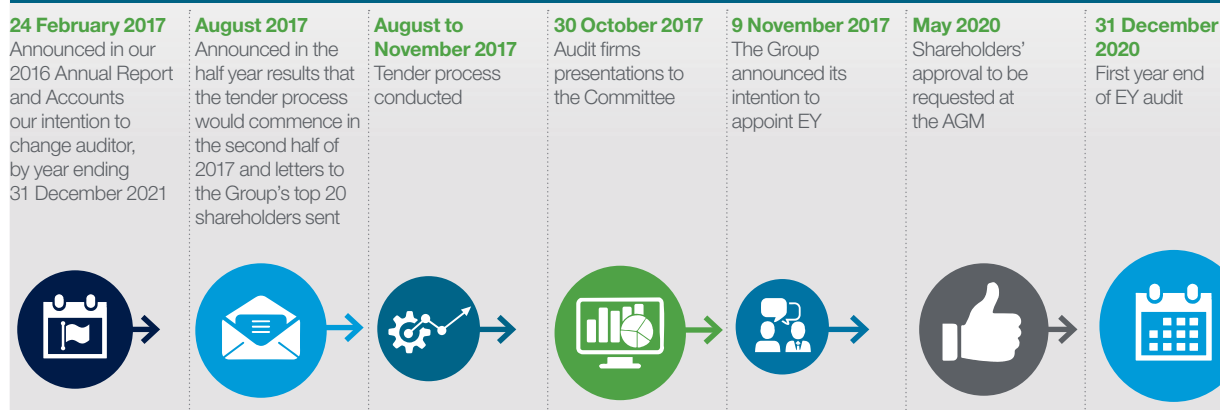 24 February 2017
Announced in our
2016 Annual Report
and Accounts
our intention to
change auditor,
by year ending
31 December 2021
August 2017
Announced in the
half year results that
the tender process
would commence in
the second half of
2017 and letters to
the Group's top 20
shareholders sent
August to
November 2017
Tender process
conducted
30 October 2017
Audit firms
presentations to
the Committee
9 November 2017
The Group
announced its
intention to
appoint EY
May 2020
Shareholders'
approval to be
requested at
the AGM
31 December
2020
First year end
of EY audit